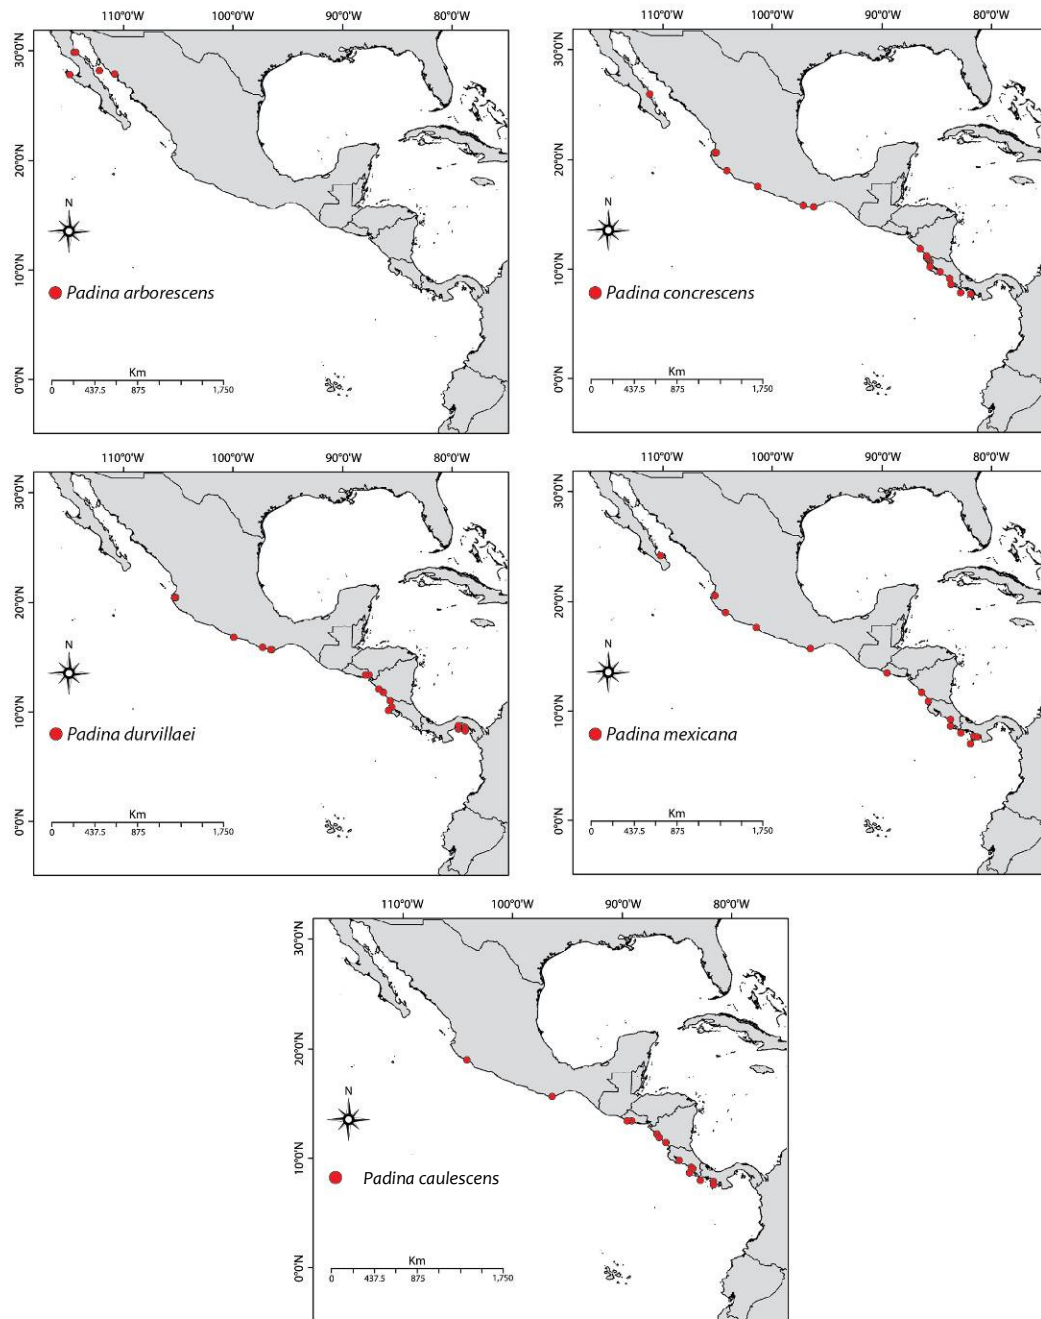 110°0'W 100°0'W 90°0'W 80°0'W
30°0'N
20°0'N
10°0'N
0°0'N
N
Padina arborescens
Km
0 437.5 875 1,750
110°0'W 100°0'W 90°0'W 80°0'W
30°0'N
20°0'N
10°0'N
0°0'N
N
Padina concrescens
Km
0 437.5 875 1,750
110°0'W 100°0'W 90°0'W 80°0'W
30°0'N
20°0'N
10°0'N
0°0'N
N
Padina durvillaei
Km
0 437.5 875 1,750
110°0'W 100°0'W 90°0'W 80°0'W
30°0'N
20°0'N
10°0'N
0°0'N
N
Padina mexicana
Km
0 437.5 875 1,750
110°0'W 100°0'W 90°0'W 80°0'W
30°0'N
20°0'N
10°0'N
0°0'N
N
Padina caulescens
Km
0 437.5 875 1,750